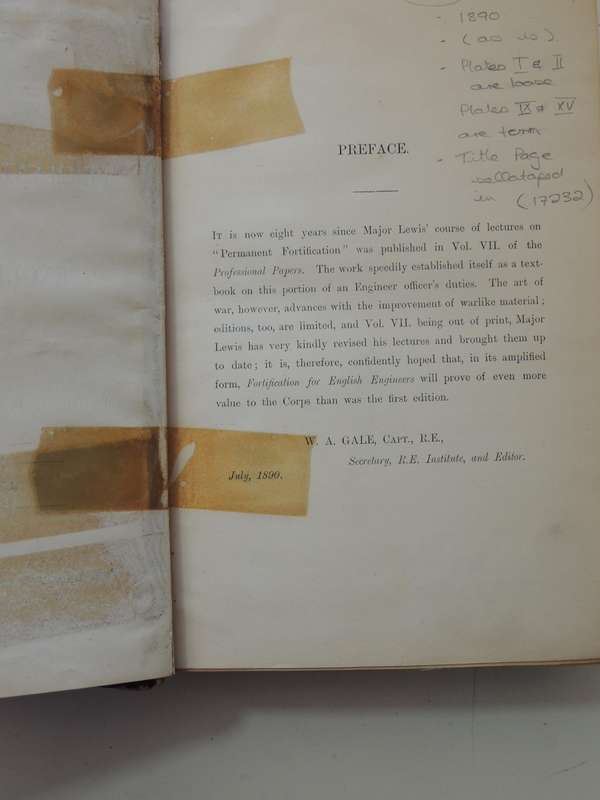 - 1890
- (as is).
- Plates I & II
are loose
Plates IX & XV
are torn
- Title Page
sellotaped
in (17232)
PREFACE.
IT is now eight years since Major Lewis' course of lectures on
"Permanent Fortification" was published in Vol. VII. of the
Professional Papers. The work speedily established itself as a text-
book on this portion of an Engineer officer's duties. The art of
war, however, advances with the improvement of warlike material;
editions, too, are limited, and Vol. VII. being out of print, Major
Lewis has very kindly revised his lectures and brought them up
to date; it is, therefore, confidently hoped that, in its amplified
form, Fortification for English Engineers will prove of even more
value to the Corps than was the first edition.
W. A. GALE, CAPT., R.E.,
Secretary, R.E. Institute, and Editor.
July, 1890.